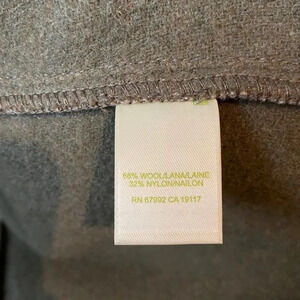 68% WOOL/LANA/LAINE
32% NYLON/NAILON
RN 67992 CA 19117